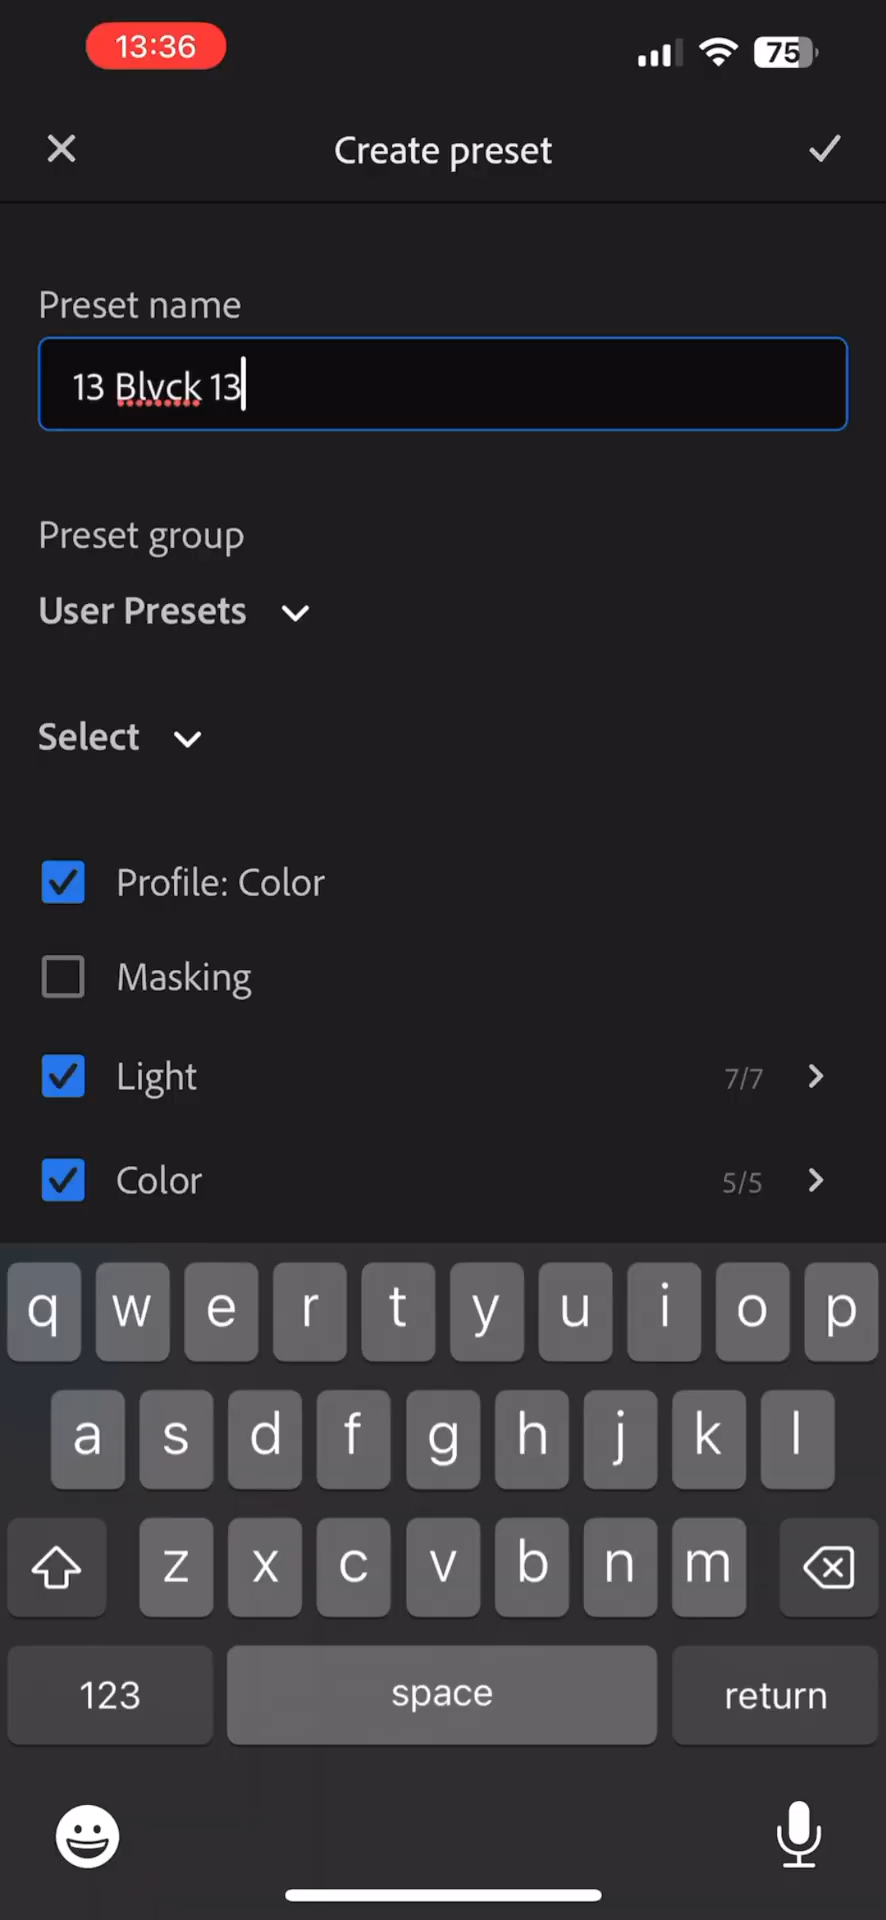 13:36
75
Create preset
Preset name
13 Blvck 13
Preset group
User Presets
Select
Profile: Color
Masking
Light 7/7
Color 5/5
q w e r t y u i o p
a s d f g h j k l
z x c v b n m
123 space return